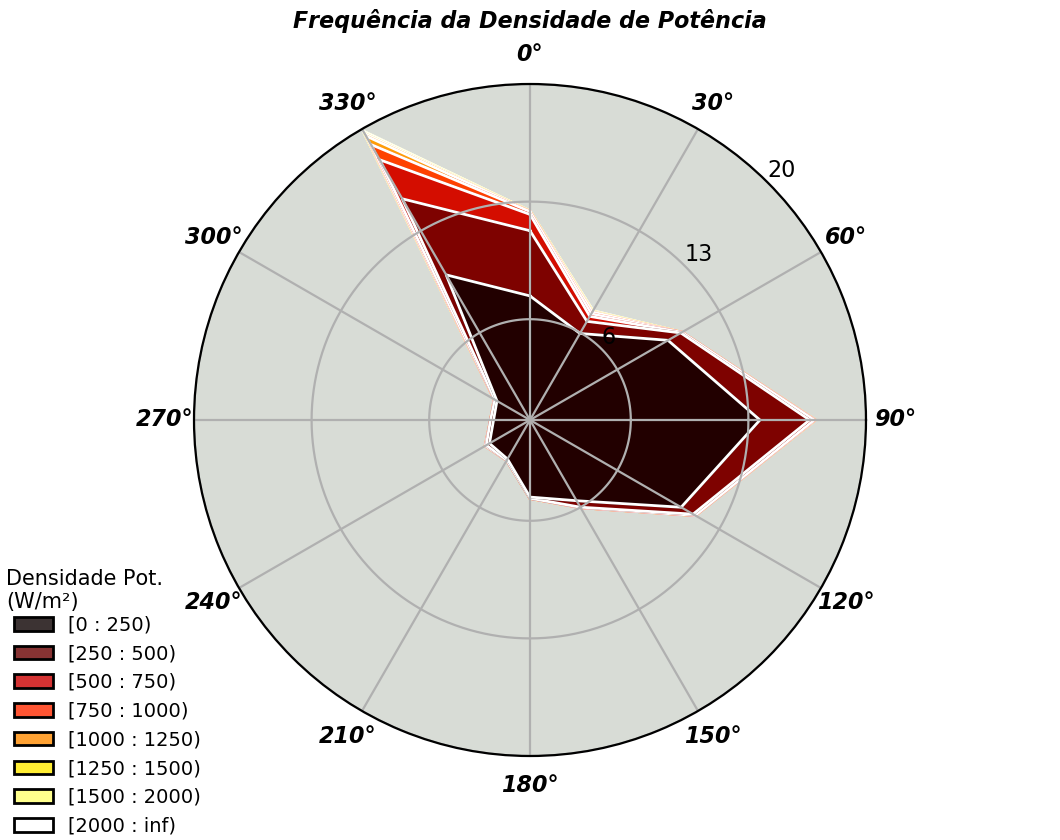 Frequência da Densidade de Potência
0°
330°
30°
20
300°
60°
13
6
270°
90°
240°
120°
210°
150°
180°
Densidade Pot.
(W/m²)
[0 : 250)
[250 : 500)
[500 : 750)
[750 : 1000)
[1000 : 1250)
[1250 : 1500)
[1500 : 2000)
[2000 : inf)